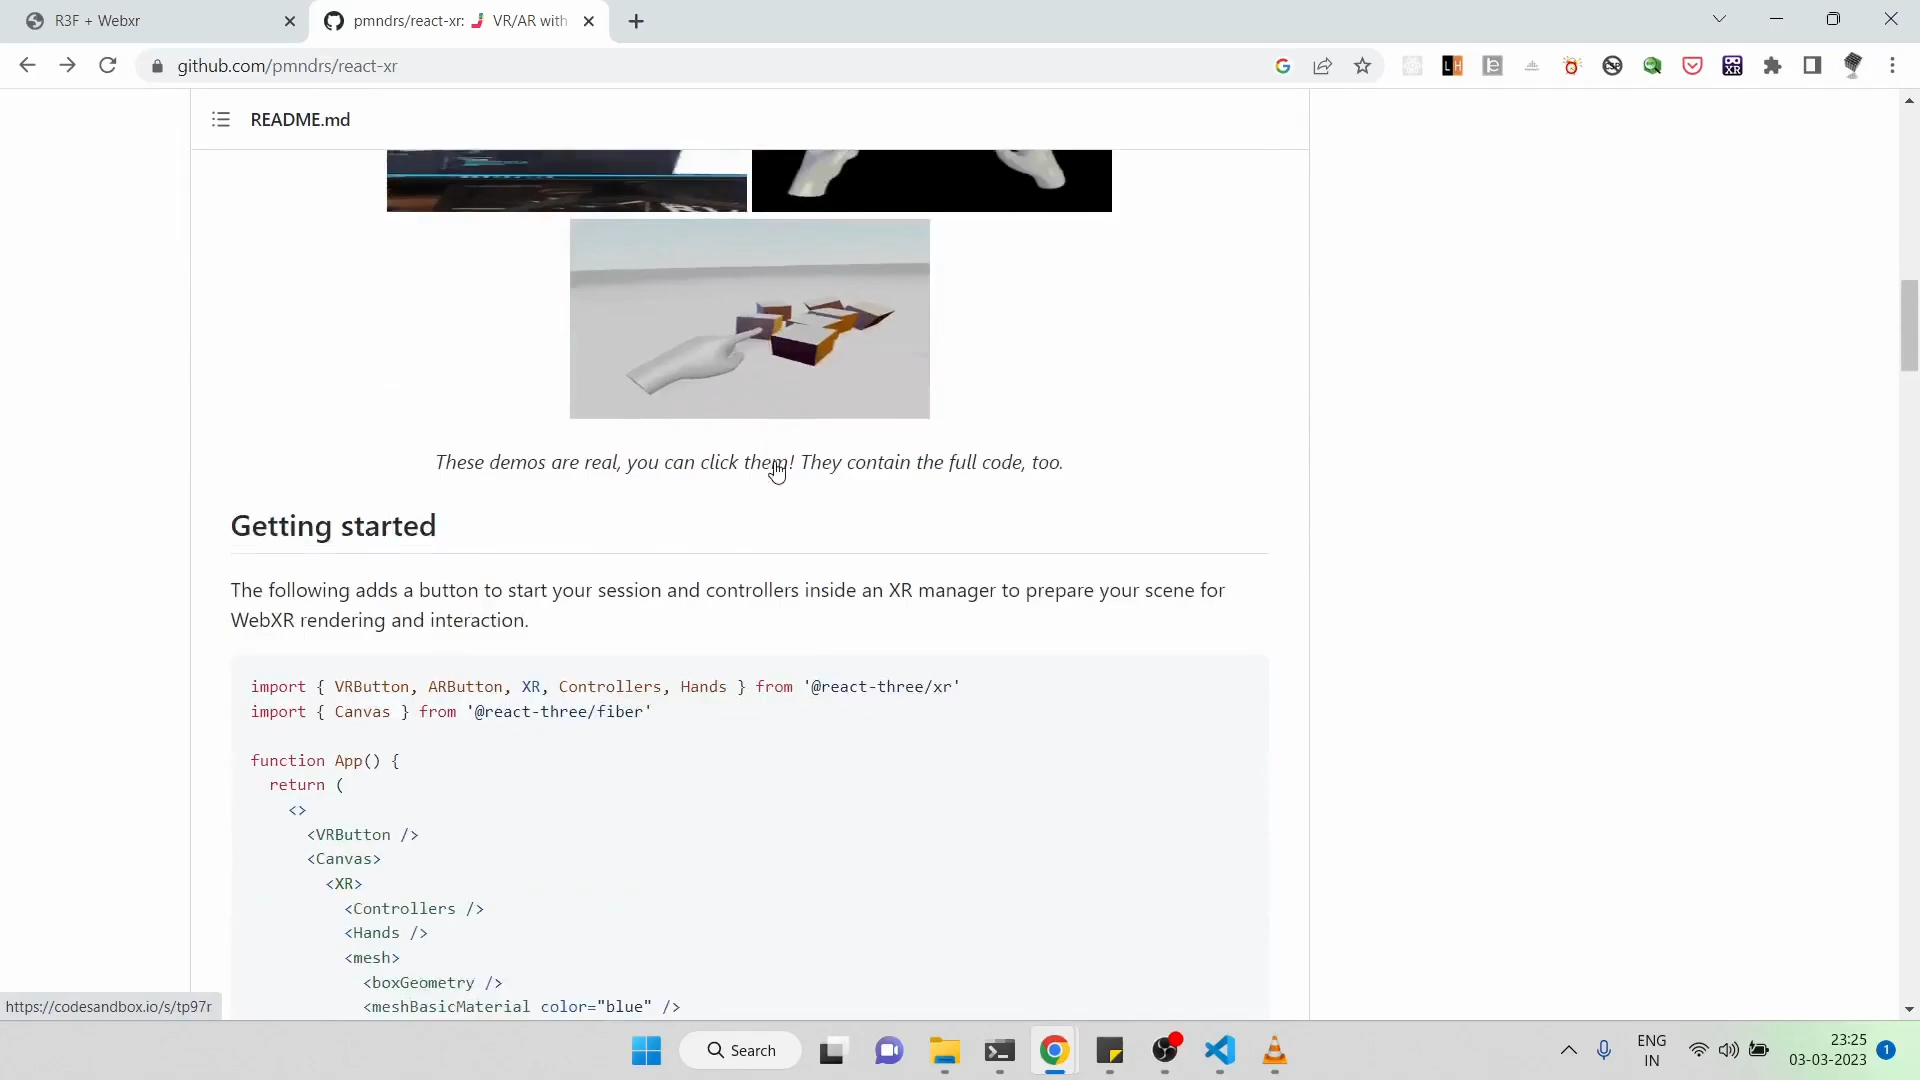 R3F + Webxr
pmndrs/react-xr: VR/AR with
github.com/pmndrs/react-xr
README.md
These demos are real, you can click them! They contain the full code, too.
Getting started
The following adds a button to start your session and controllers inside an XR manager to prepare your scene for
WebXR rendering and interaction.
import { VRButton, ARButton, XR, Controllers, Hands } from '@react-three/xr'
import { Canvas } from '@react-three/fiber'
function App() {
return (
<>
<VRButton />
<Canvas>
<XR>
<Controllers />
<Hands />
<mesh>
<boxGeometry />
<meshBasicMaterial color="blue" />
https://codesandbox.io/s/tp97r
Search
ENG
IN
23:25
03-03-2023
1